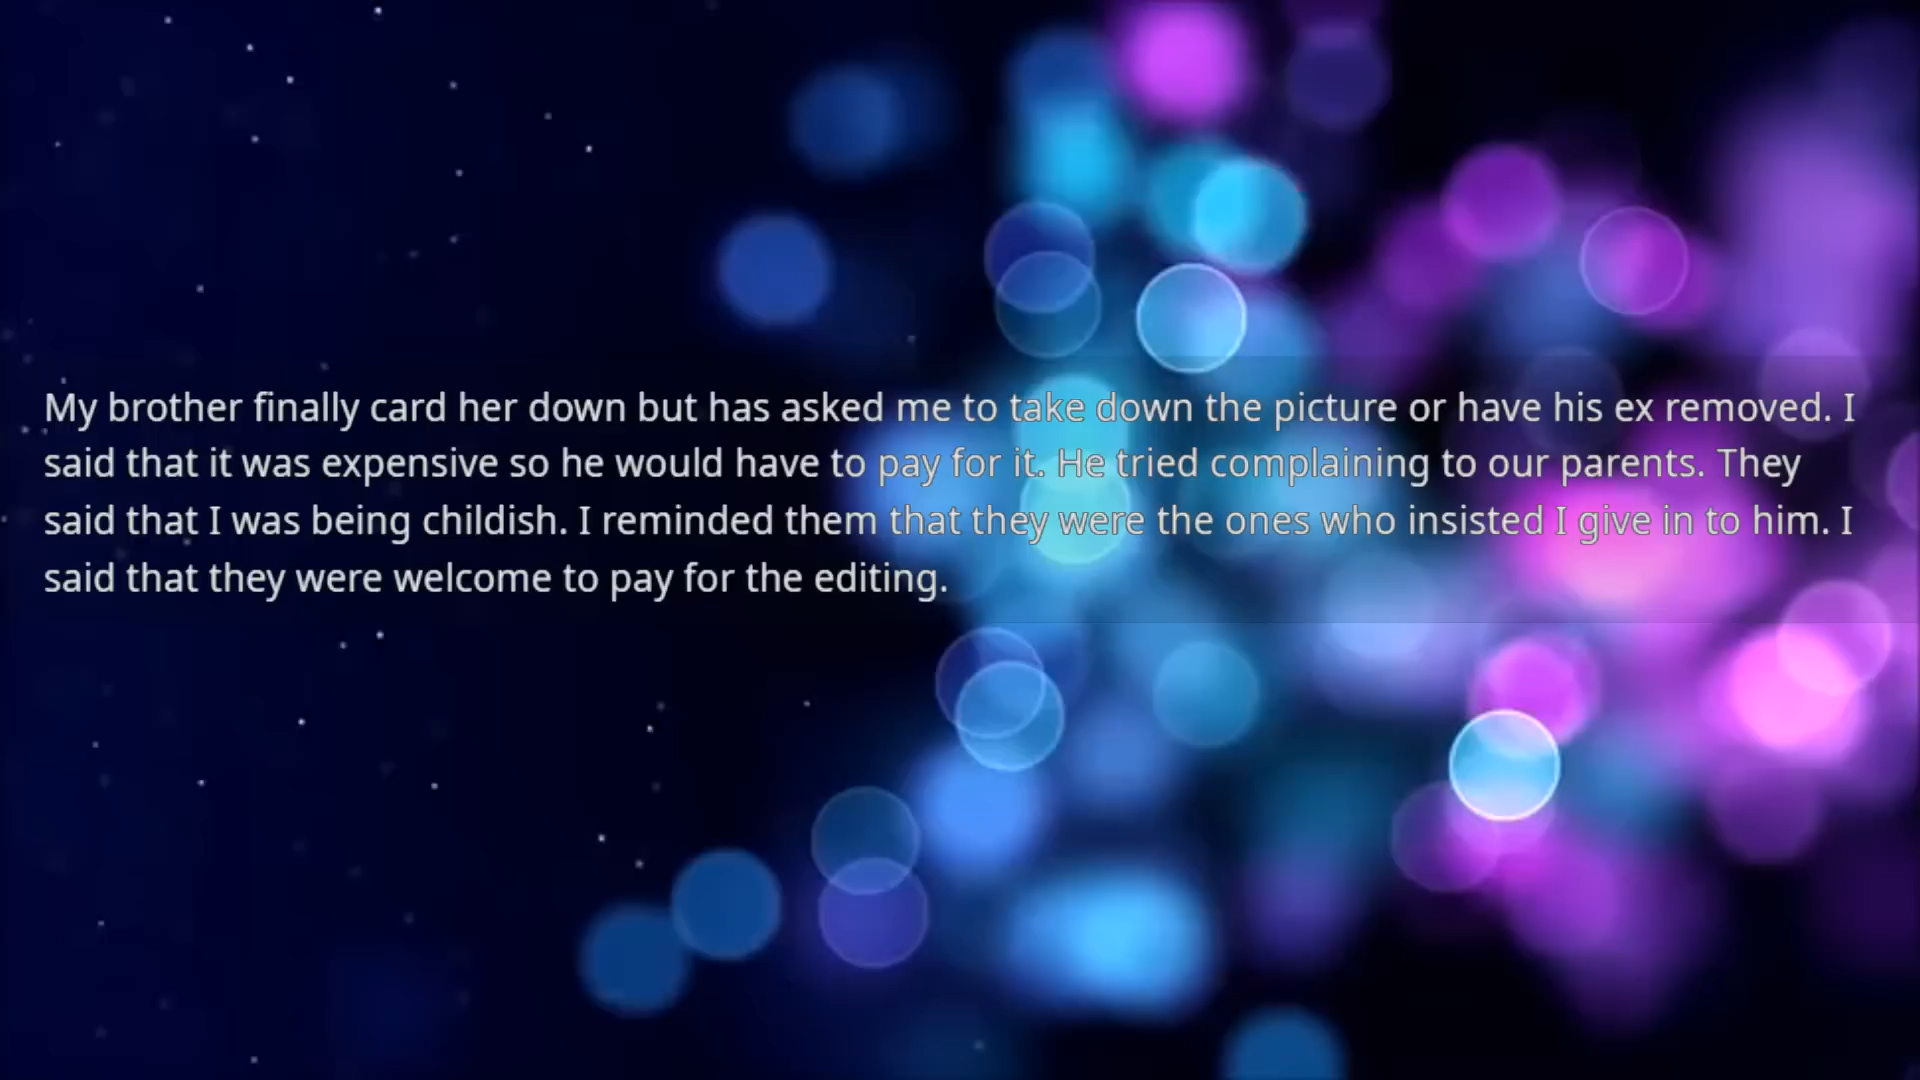 My brother finally card her down but has asked me to take down the picture or have his ex removed. I
said that it was expensive so he would have to pay for it. He tried complaining to our parents. They
said that I was being childish. I reminded them that they were the ones who insisted I give in to him. I
said that they were welcome to pay for the editing.